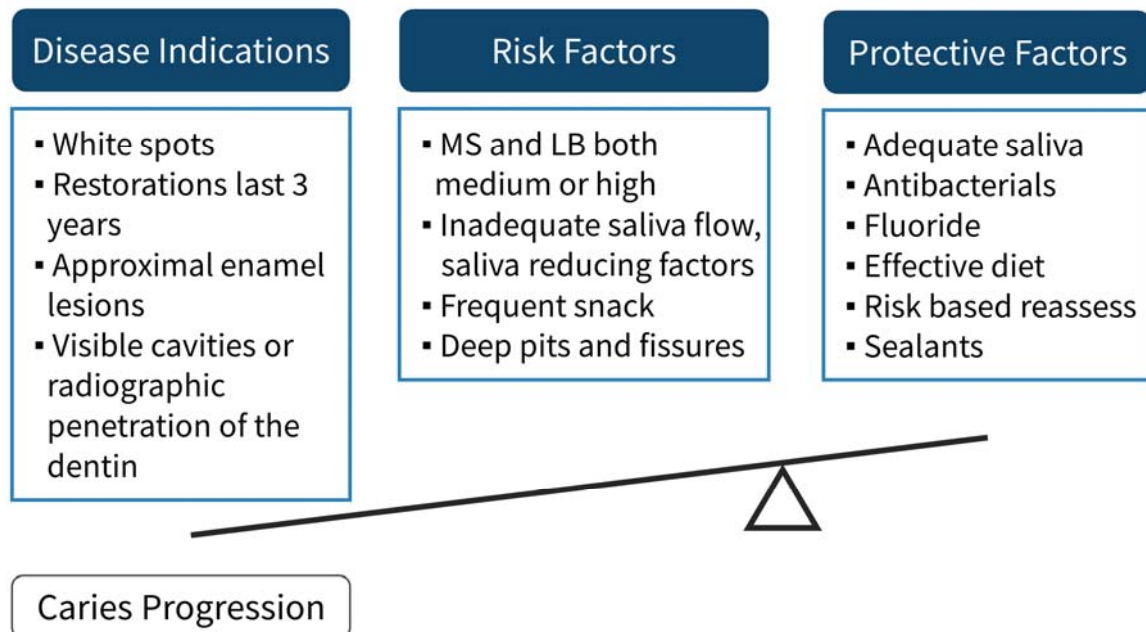 Disease Indications
▪ White spots
▪ Restorations last 3
years
▪ Approximal enamel
lesions
▪ Visible cavities or
radiographic
penetration of the
dentin
Risk Factors
▪ MS and LB both
medium or high
▪ Inadequate saliva flow,
saliva reducing factors
▪ Frequent snack
▪ Deep pits and fissures
Protective Factors
▪ Adequate saliva
▪ Antibacterials
▪ Fluoride
▪ Effective diet
▪ Risk based reassess
▪ Sealants
Caries Progression